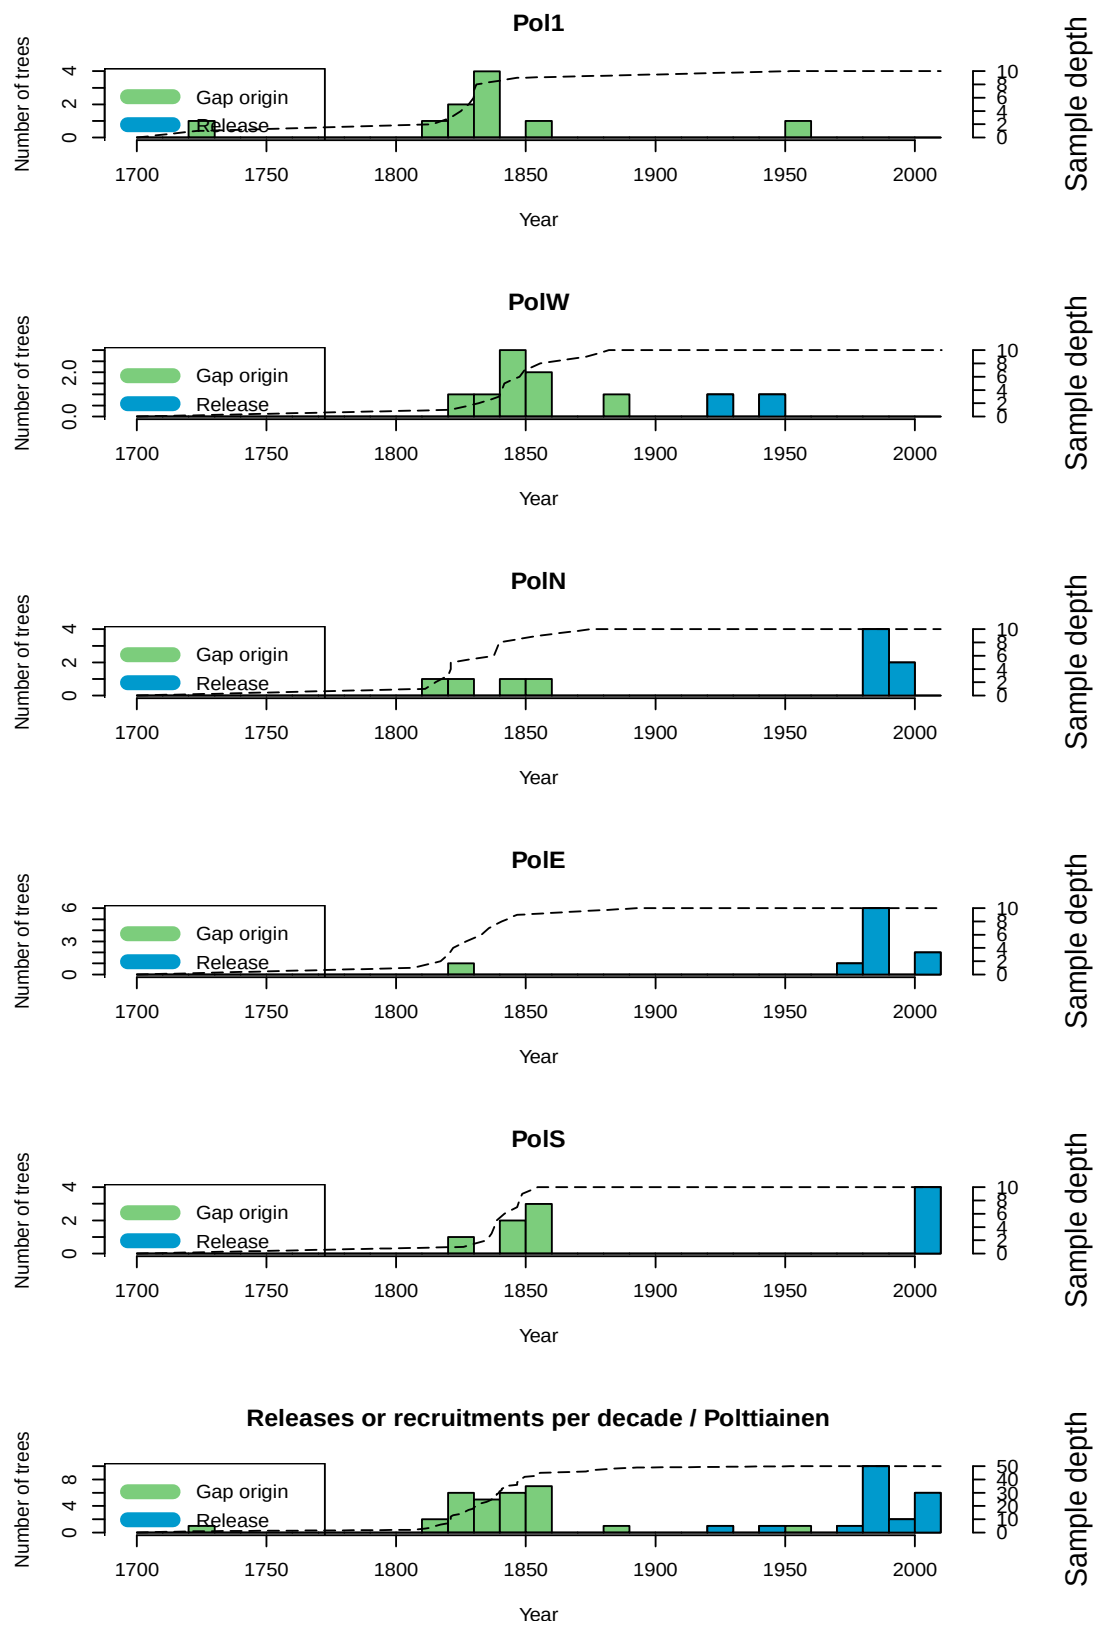 Pol1
Number of trees
0 2 4
Gap origin
Release
0 2 4 6 8 10
Sample depth
1700 1750 1800 1850 1900 1950 2000
Year
PolW
Number of trees
0.0 2.0
Gap origin
Release
0 2 4 6 8 10
Sample depth
1700 1750 1800 1850 1900 1950 2000
Year
PolN
Number of trees
0 2 4
Gap origin
Release
0 2 4 6 8 10
Sample depth
1700 1750 1800 1850 1900 1950 2000
Year
PolE
Number of trees
0 3 6
Gap origin
Release
0 2 4 6 8 10
Sample depth
1700 1750 1800 1850 1900 1950 2000
Year
PolS
Number of trees
0 2 4
Gap origin
Release
0 2 4 6 8 10
Sample depth
1700 1750 1800 1850 1900 1950 2000
Year
Releases or recruitments per decade / Polttiainen
Number of trees
0 4 8
Gap origin
Release
0 10 20 30 40 50
Sample depth
1700 1750 1800 1850 1900 1950 2000
Year